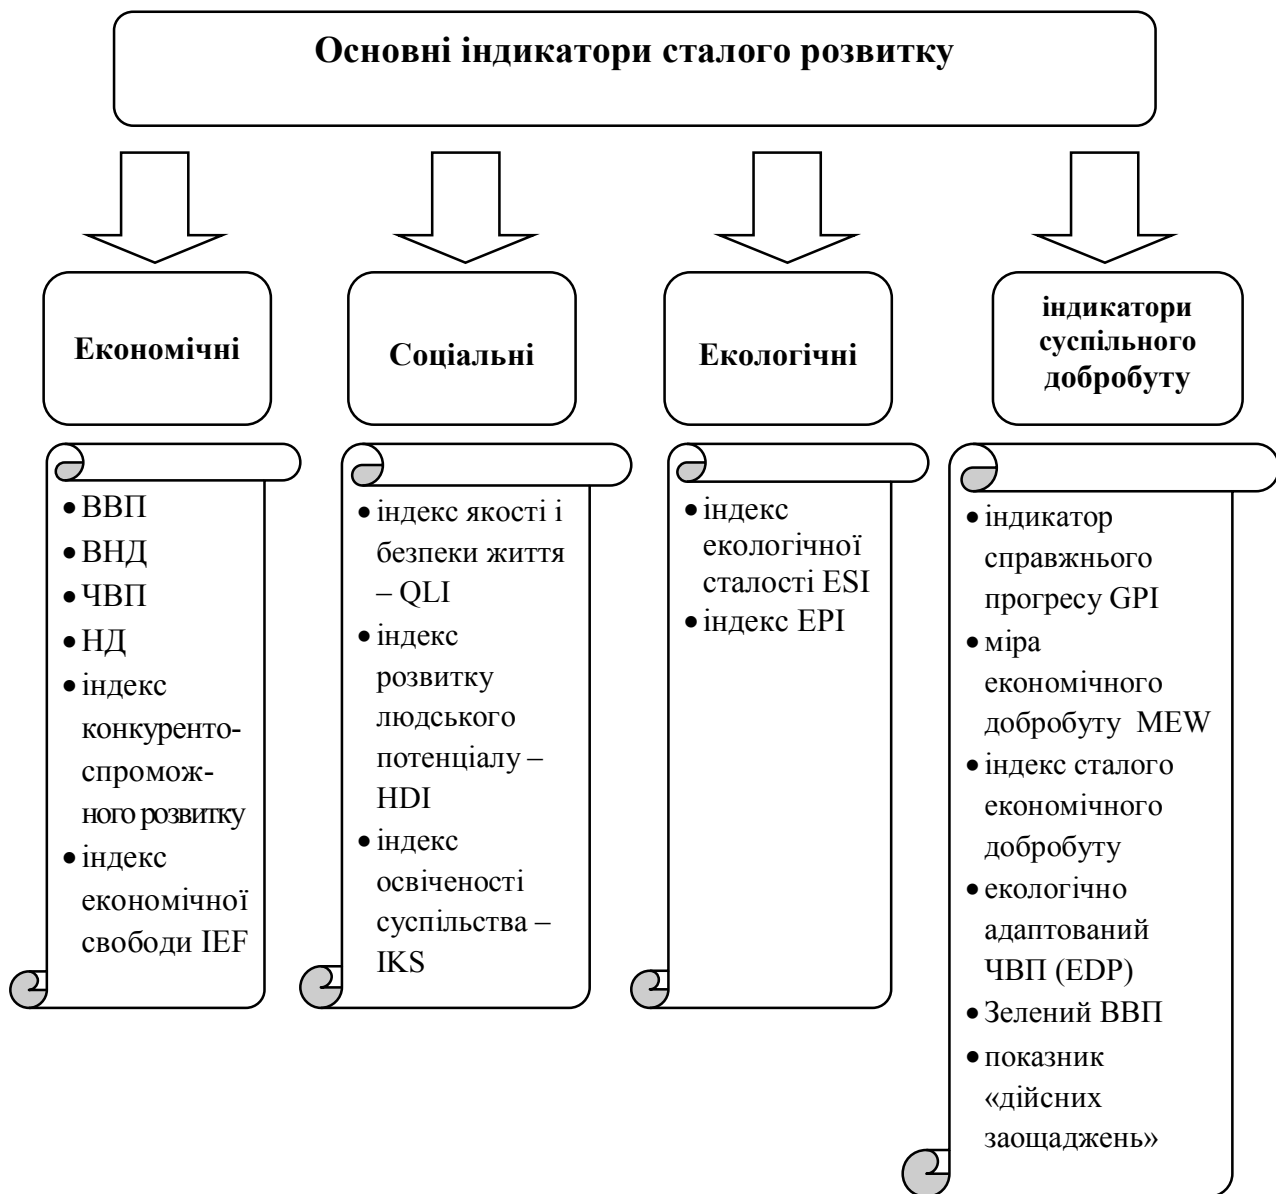 Основні індикатори сталого розвитку
Економічні
Соціальні
Екологічні
індикатори
суспільного
добробуту
• ВВП
• ВНД
• ЧВП
• НД
• індекс
конкуренто-
спромож-
ного розвитку
• індекс
економічної
свободи IEF
• індекс якості і
безпеки життя
– QLI
• індекс
розвитку
людського
потенціалу –
HDI
• індекс
освіченості
суспільства –
IKS
• індекс
екологічної
сталості ESI
• індекс EPI
• індикатор
справжнього
прогресу GPI
• міра
економічного
добробуту MEW
• індекс сталого
економічного
добробуту
• екологічно
адаптований
ЧВП (EDP)
• Зелений ВВП
• показник
«дійсних
заощаджень»